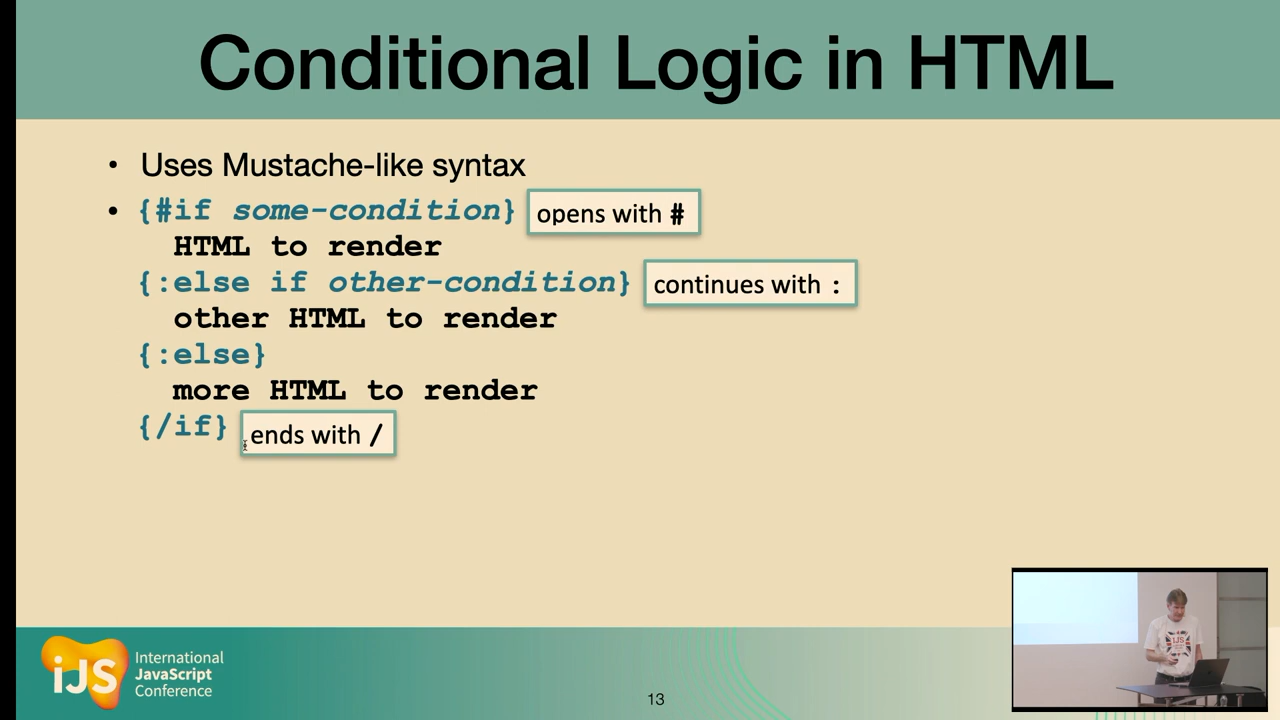 Conditional Logic in HTML
• Uses Mustache-like syntax
• {#if some-condition} opens with #
HTML to render
{:else if other-condition} continues with :
other HTML to render
{:else}
more HTML to render
{/if} ends with /
iJS
International
JavaScript
Conference
13
iJS